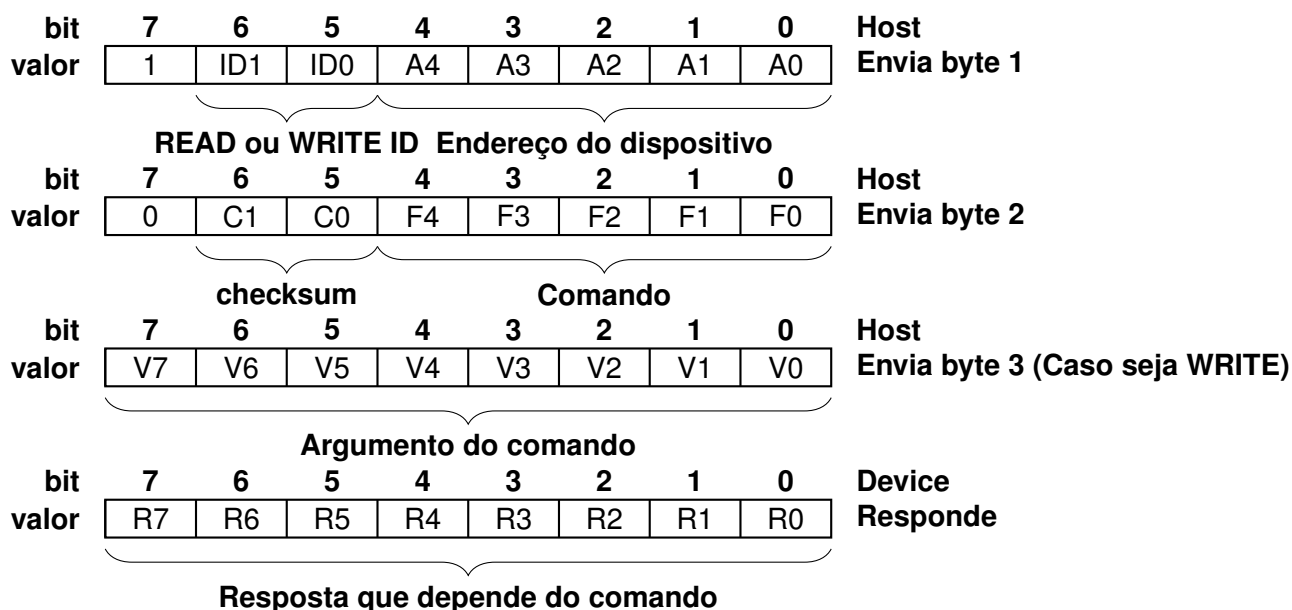 bit 7 6 5 4 3 2 1 0 Host
valor 1 ID1 ID0 A4 A3 A2 A1 A0 Envia byte 1
READ ou WRITE ID Endereço do dispositivo
bit 7 6 5 4 3 2 1 0 Host
valor 0 C1 C0 F4 F3 F2 F1 F0 Envia byte 2
checksum Comando
bit 7 6 5 4 3 2 1 0 Host
valor V7 V6 V5 V4 V3 V2 V1 V0 Envia byte 3 (Caso seja WRITE)
Argumento do comando
bit 7 6 5 4 3 2 1 0 Device
valor R7 R6 R5 R4 R3 R2 R1 R0 Responde
Resposta que depende do comando